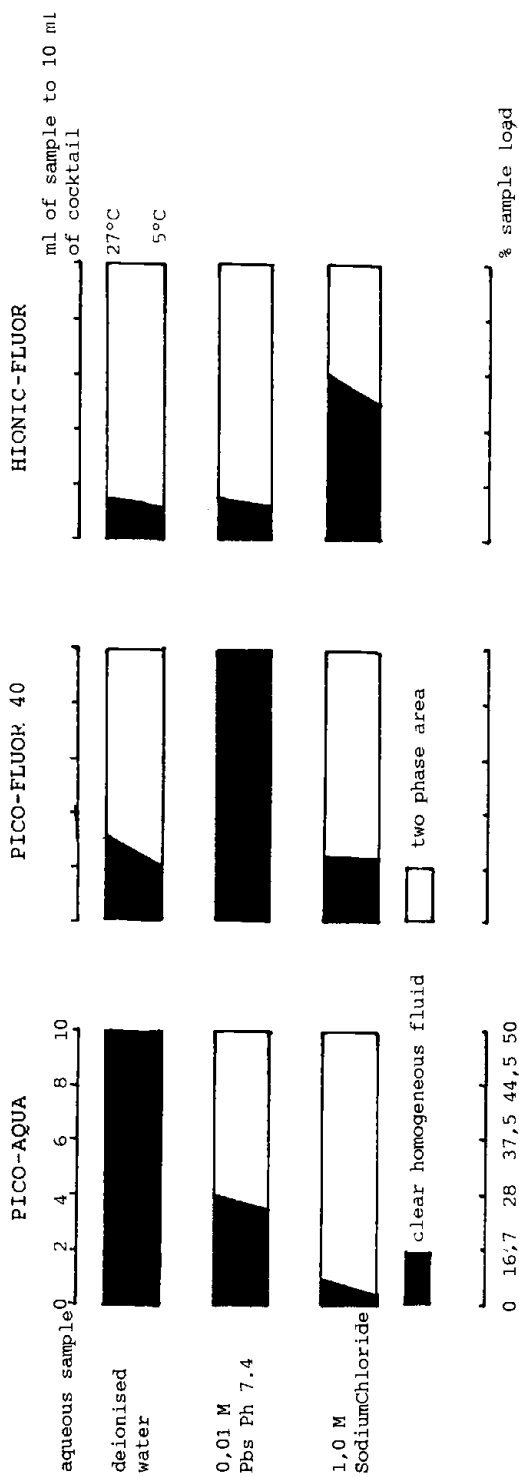 PICO-AQUA
PICO-FLUOR 40
HIONIC-FLUOR
ml of sample to 10 ml
of cocktail
aqueous sample
0 2 4 6 8 10
27°C
5°C
deionised
water
0,01 M
Pbs Ph 7.4
1,0 M
SodiumChloride
clear homogeneous fluid
two phase area
0 16,7 28 37,5 44,5 50
% sample load